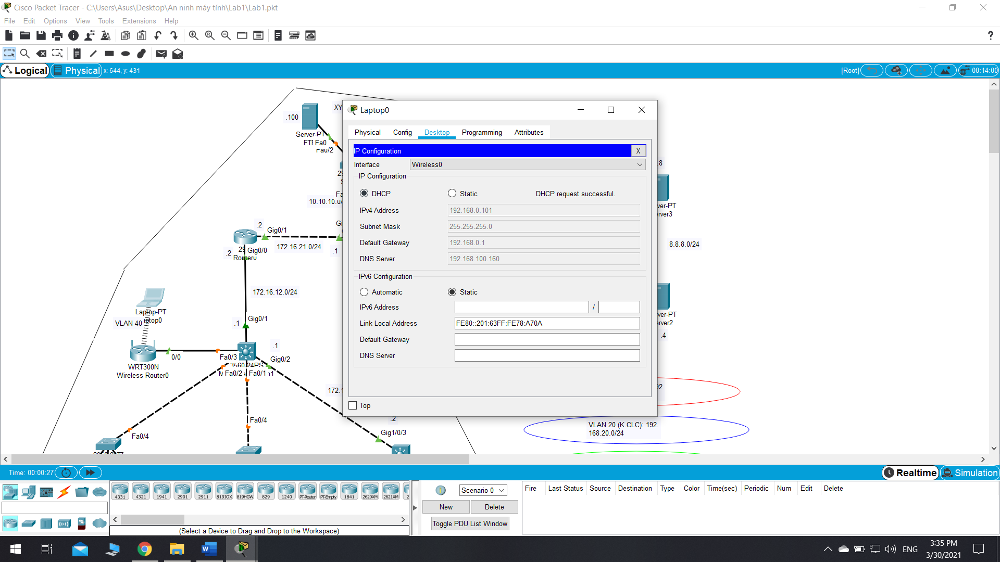 Cisco Packet Tracer - C:\Users\Asus\Desktop\An ninh máy tính\Lab1\Lab1.pkt
File Edit Options View Tools Extensions Help
?
Logical Physical x: 644, y: 431
[Root] 00:14:00
.100
XY
Server-PT
FTP
Fa0
Fa0/2
10.10.10.0/
.2
Gig0/1
172.16.21.0/24
.1
.2
Gig0/0
Router0
172.16.12.0/24
Laptop-PT
VLAN 40
.1
Gig0/1
.1
Gig0/2
0/0
Fa0/3
3560-24PS
WRT300N
Wireless Router0
Fa0/2
Fa0/1
172.1
Fa0/4
Fa0/4
.2
Gig1/0/3
Laptop0
Physical Config Desktop Programming Attributes
IP Configuration X
Interface Wireless0
IP Configuration
DHCP Static DHCP request successful.
IPv4 Address 192.168.0.101
Subnet Mask 255.255.255.0
Default Gateway 192.168.0.1
DNS Server 192.168.100.160
IPv6 Configuration
Automatic Static
IPv6 Address /
Link Local Address FE80::201:63FF:FE78:A70A
Default Gateway
DNS Server
Top
.8
ver-PT
erver3
8.8.8.0/24
ver-PT
erver2
.4
VLAN 20 (K.CLC): 192.
168.20.0/24
Time: 00:00:27
Realtime Simulation
4331 4321 1941 2901 2911 819IOX 819HGW 829 1240 PT-Router PT-Empty 1841 2620XM 2621XM
(Select a Device to Drag and Drop to the Workspace)
Scenario 0
New Delete
Toggle PDU List Window
Fire Last Status Source Destination Type Color Time(sec) Periodic Num Edit Delete
ENG
3:35 PM
3/30/2021